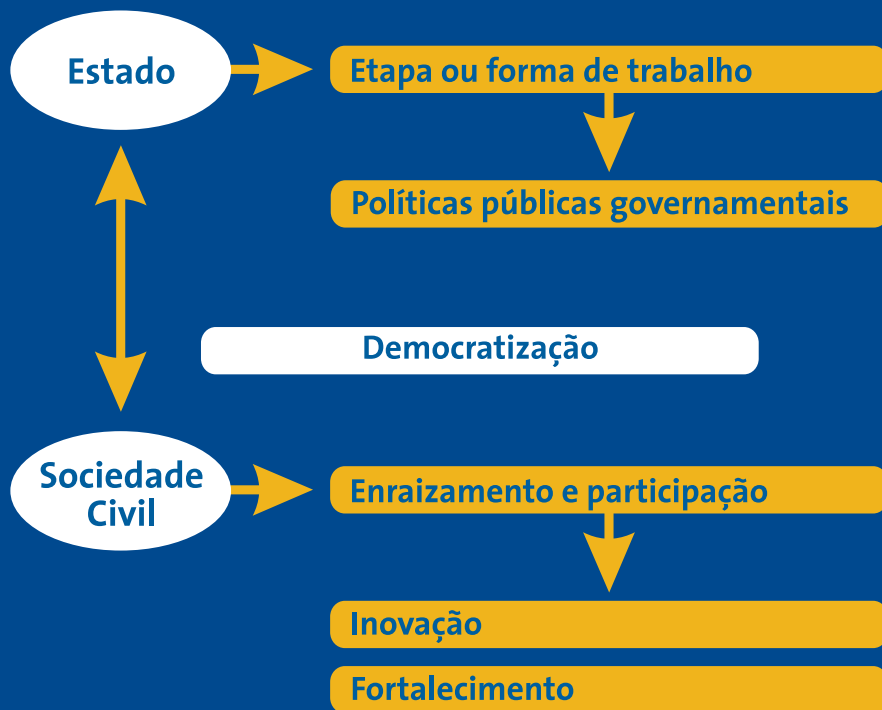 Estado
Etapa ou forma de trabalho
Políticas públicas governamentais
Democratização
Sociedade
Civil
Enraizamento e participação
Inovação
Fortalecimento